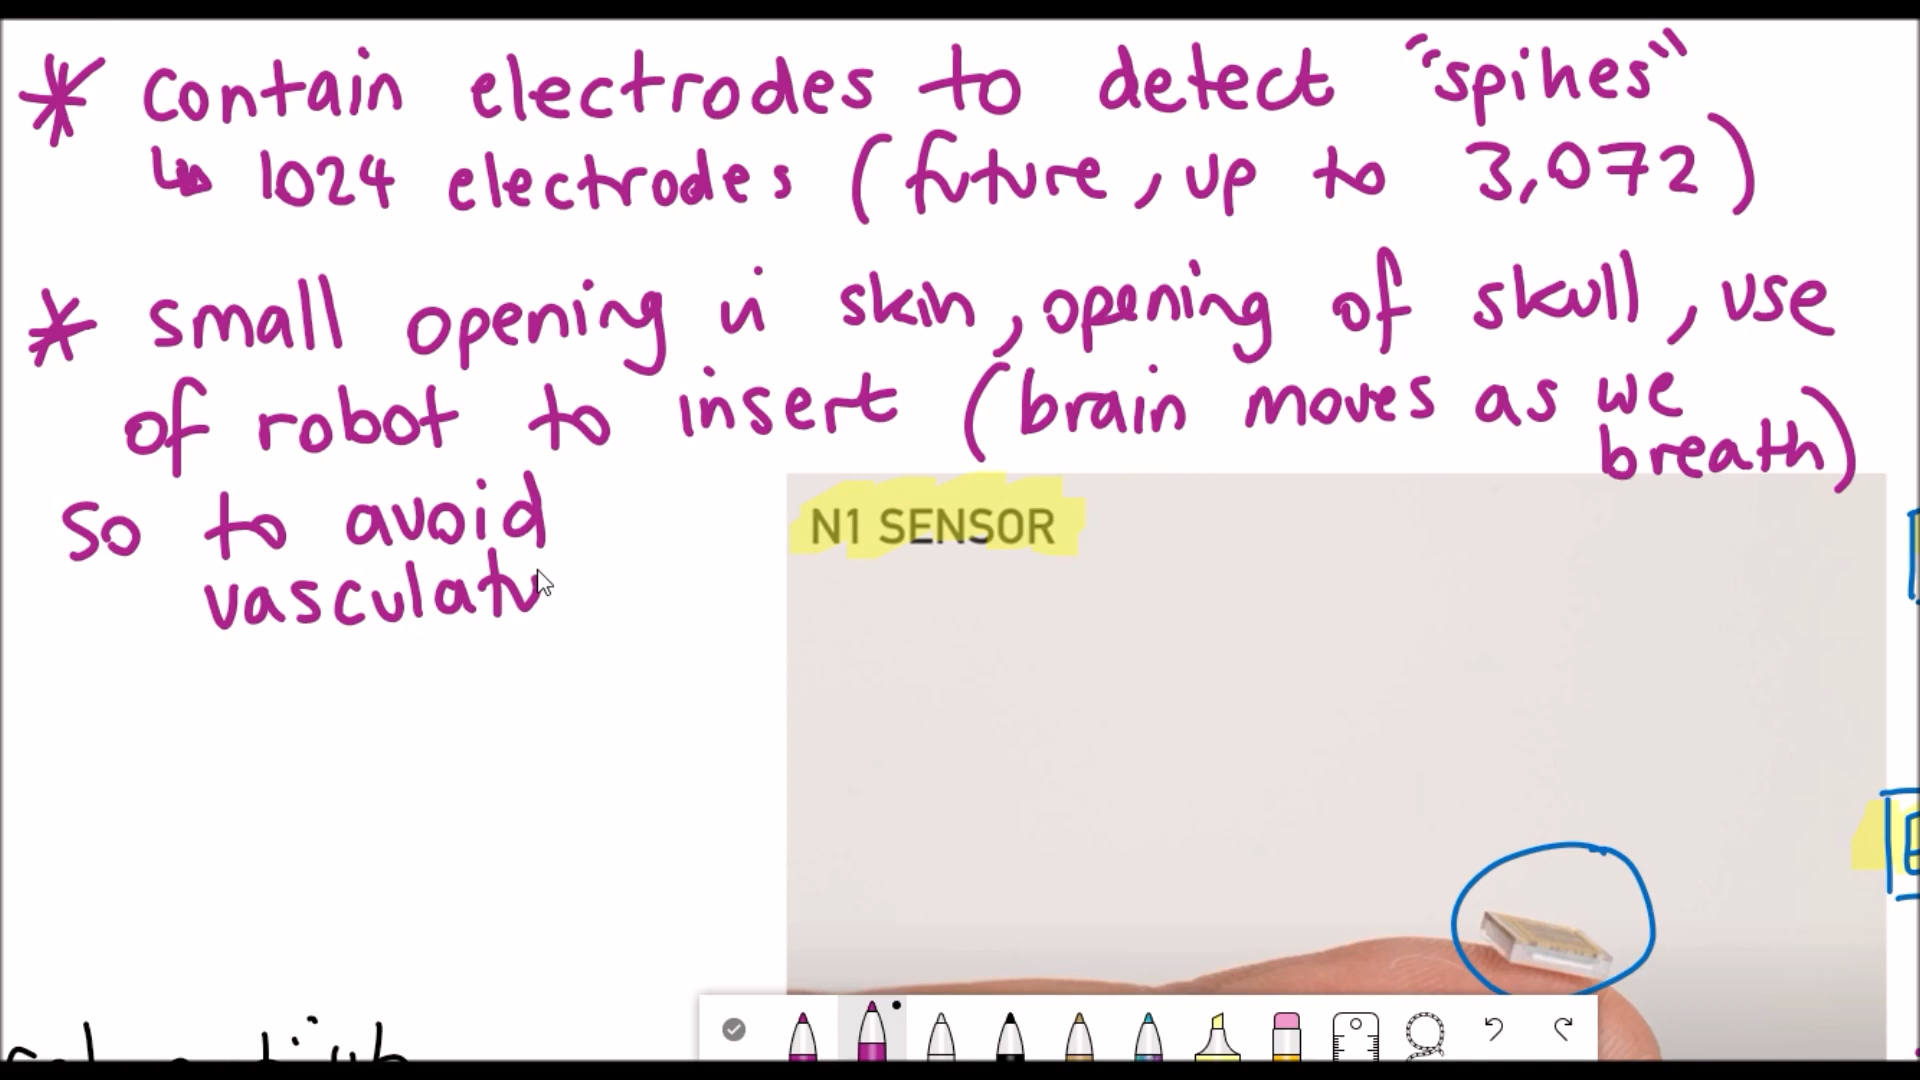 * contain electrodes to detect "spikes"
↳ 1024 electrodes (future, up to 3,072)
* small opening in skin, opening of skull, use
of robot to insert (brain moves as we
breath)
so to avoid
vasculatu
N1 SENSOR